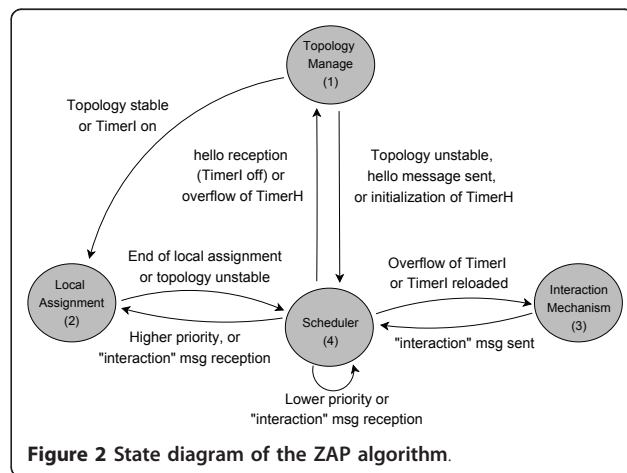 Topology
Manage
(1)
Topology stable
or TimerI on
hello reception
(TimerI off) or
overflow of TimerH
Topology unstable,
hello message sent,
or initialization of TimerH
Local
Assignment
(2)
End of local assignment
or topology unstable
Overflow of TimerI
or TimerI reloaded
Interaction
Mechanism
(3)
Scheduler
(4)
Higher priority, or
"interaction" msg reception
"interaction" msg sent
Lower priority or
"interaction" msg reception
Figure 2 State diagram of the ZAP algorithm.